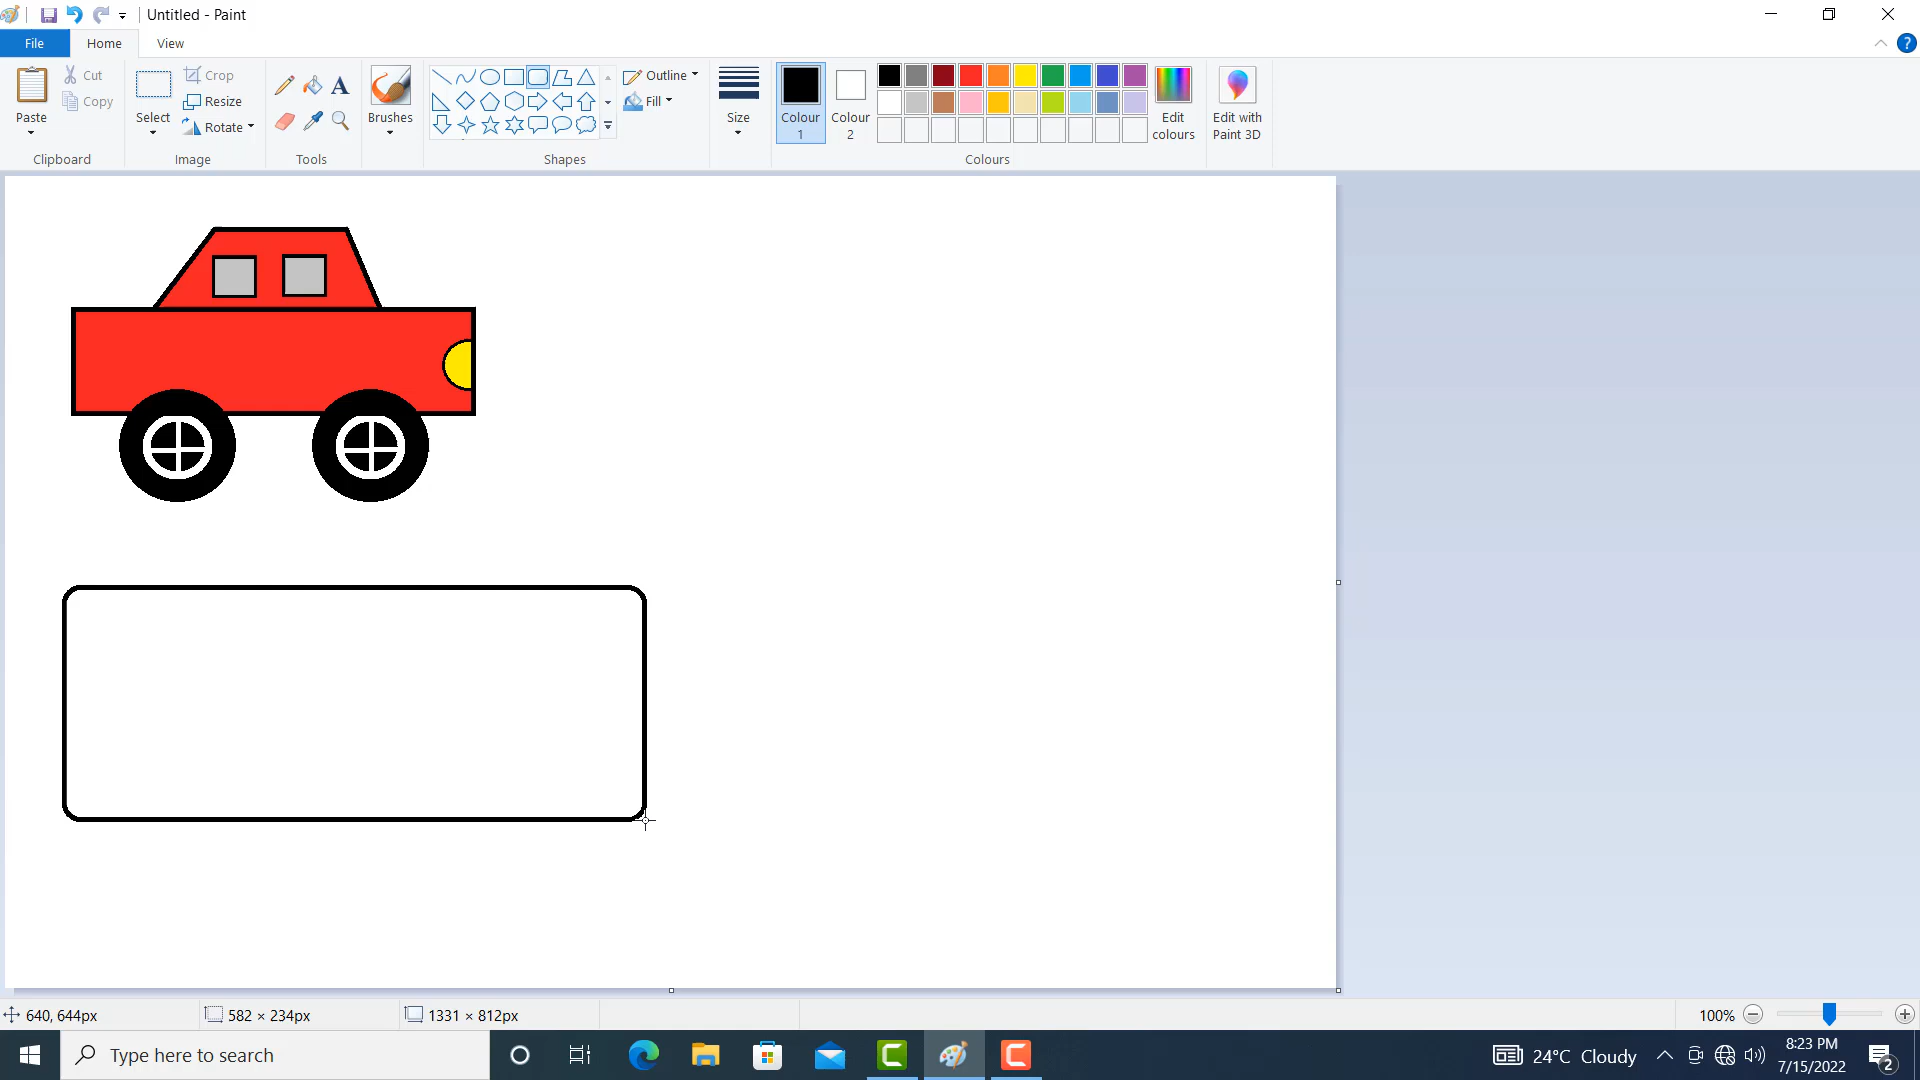 Untitled - Paint
File Home View
Paste Cut Copy
Clipboard
Select Crop Resize Rotate
Image
A
Tools
Brushes
Outline Fill
Shapes
Size
Colour 1 Colour 2
Edit colours
Colours
Edit with Paint 3D
?
640, 644px 582 × 234px 1331 × 812px 100%
Type here to search
24°C Cloudy
8:23 PM
7/15/2022
2